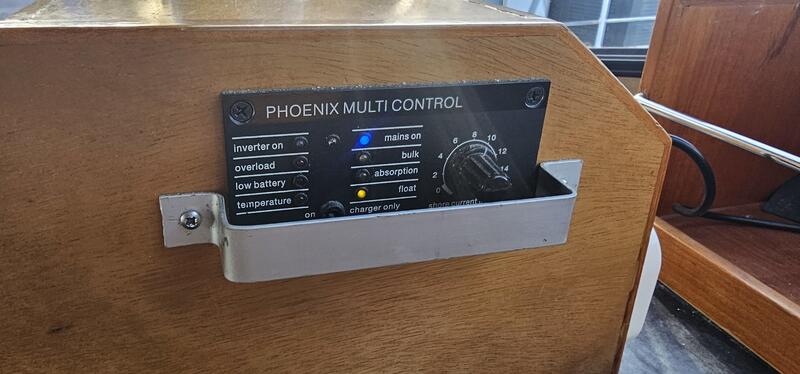 PHOENIX MULTI CONTROL
inverter on
overload
low battery
temperature
mains on
bulk
absorption
float
on
charger only
0
2
4
6
8
10
12
14
shore current